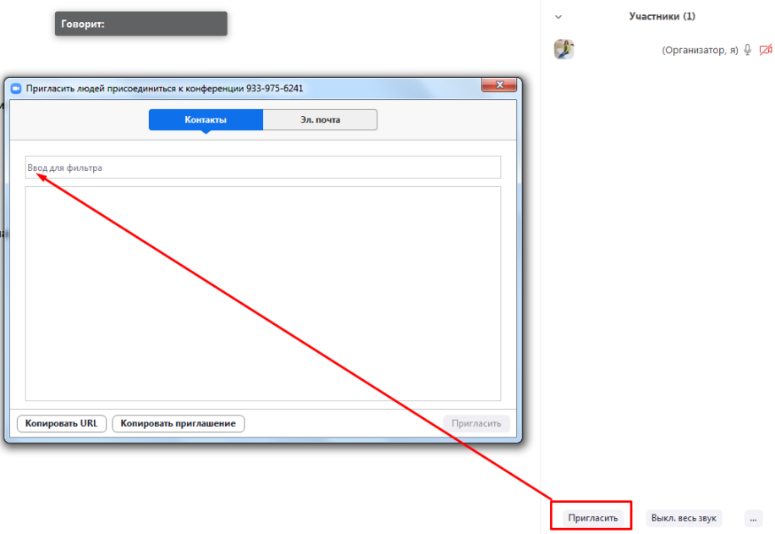 Говорит:
Участники (1)
(Организатор, я)
Пригласить людей присоединиться к конференции 933-975-6241
Контакты
Эл. почта
Ввод для фильтра
Копировать URL
Копировать приглашение
Пригласить
Пригласить
Выкл. весь звук
...